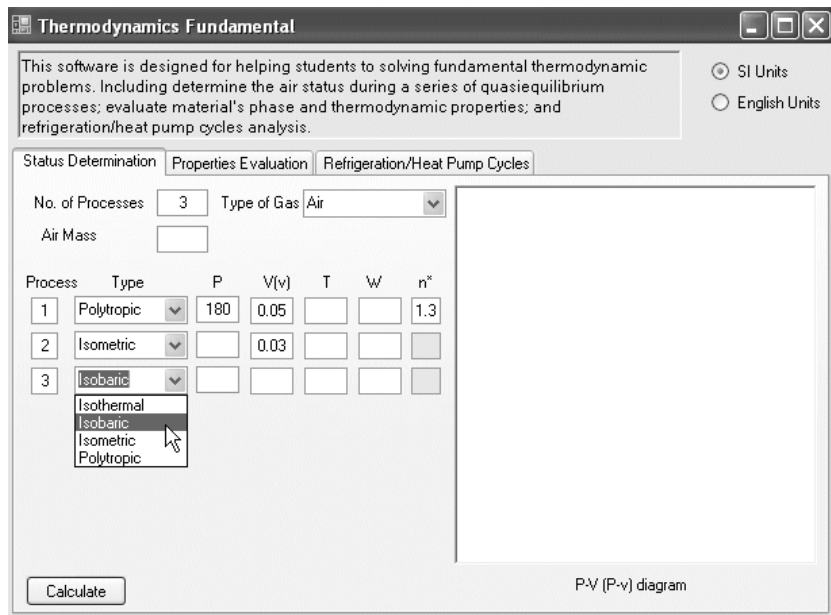 Thermodynamics Fundamental
This software is designed for helping students to solving fundamental thermodynamic
problems. Including determine the air status during a series of quasiequilibrium
processes; evaluate material's phase and thermodynamic properties; and
refrigeration/heat pump cycles analysis.
SI Units
English Units
Status Determination Properties Evaluation Refrigeration/Heat Pump Cycles
No. of Processes 3 Type of Gas Air
Air Mass
Process Type P V(v) T W n*
1 Polytropic 180 0.05 1.3
2 Isometric 0.03
3 Isobaric
Isothermal
Isobaric
Isometric
Polytropic
Calculate
P-V (P-v) diagram